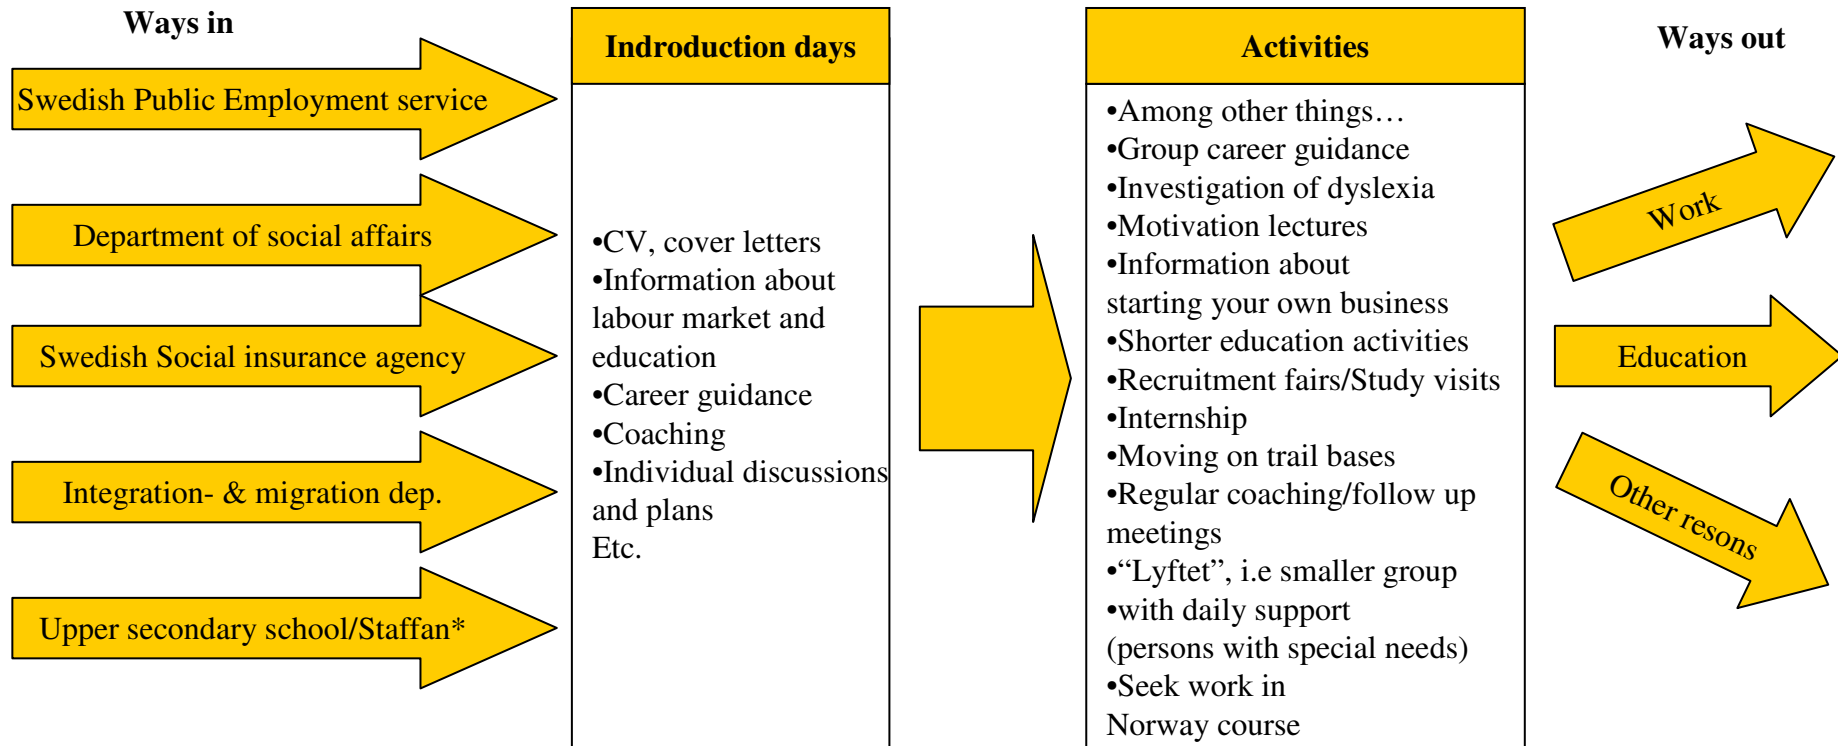 Ways in
Swedish Public Employment service
Department of social affairs
Swedish Social insurance agency
Integration- & migration dep.
Upper secondary school/Staffan*
Indroduction days
•CV, cover letters
•Information about
labour market and
education
•Career guidance
•Coaching
•Individual discussions
and plans
Etc.
Activities
•Among other things…
•Group career guidance
•Investigation of dyslexia
•Motivation lectures
•Information about
starting your own business
•Shorter education activities
•Recruitment fairs/Study visits
•Internship
•Moving on trail bases
•Regular coaching/follow up
meetings
•“Lyftet”, i.e smaller group
•with daily support
(persons with special needs)
•Seek work in
Norway course
Ways out
Work
Education
Other resons